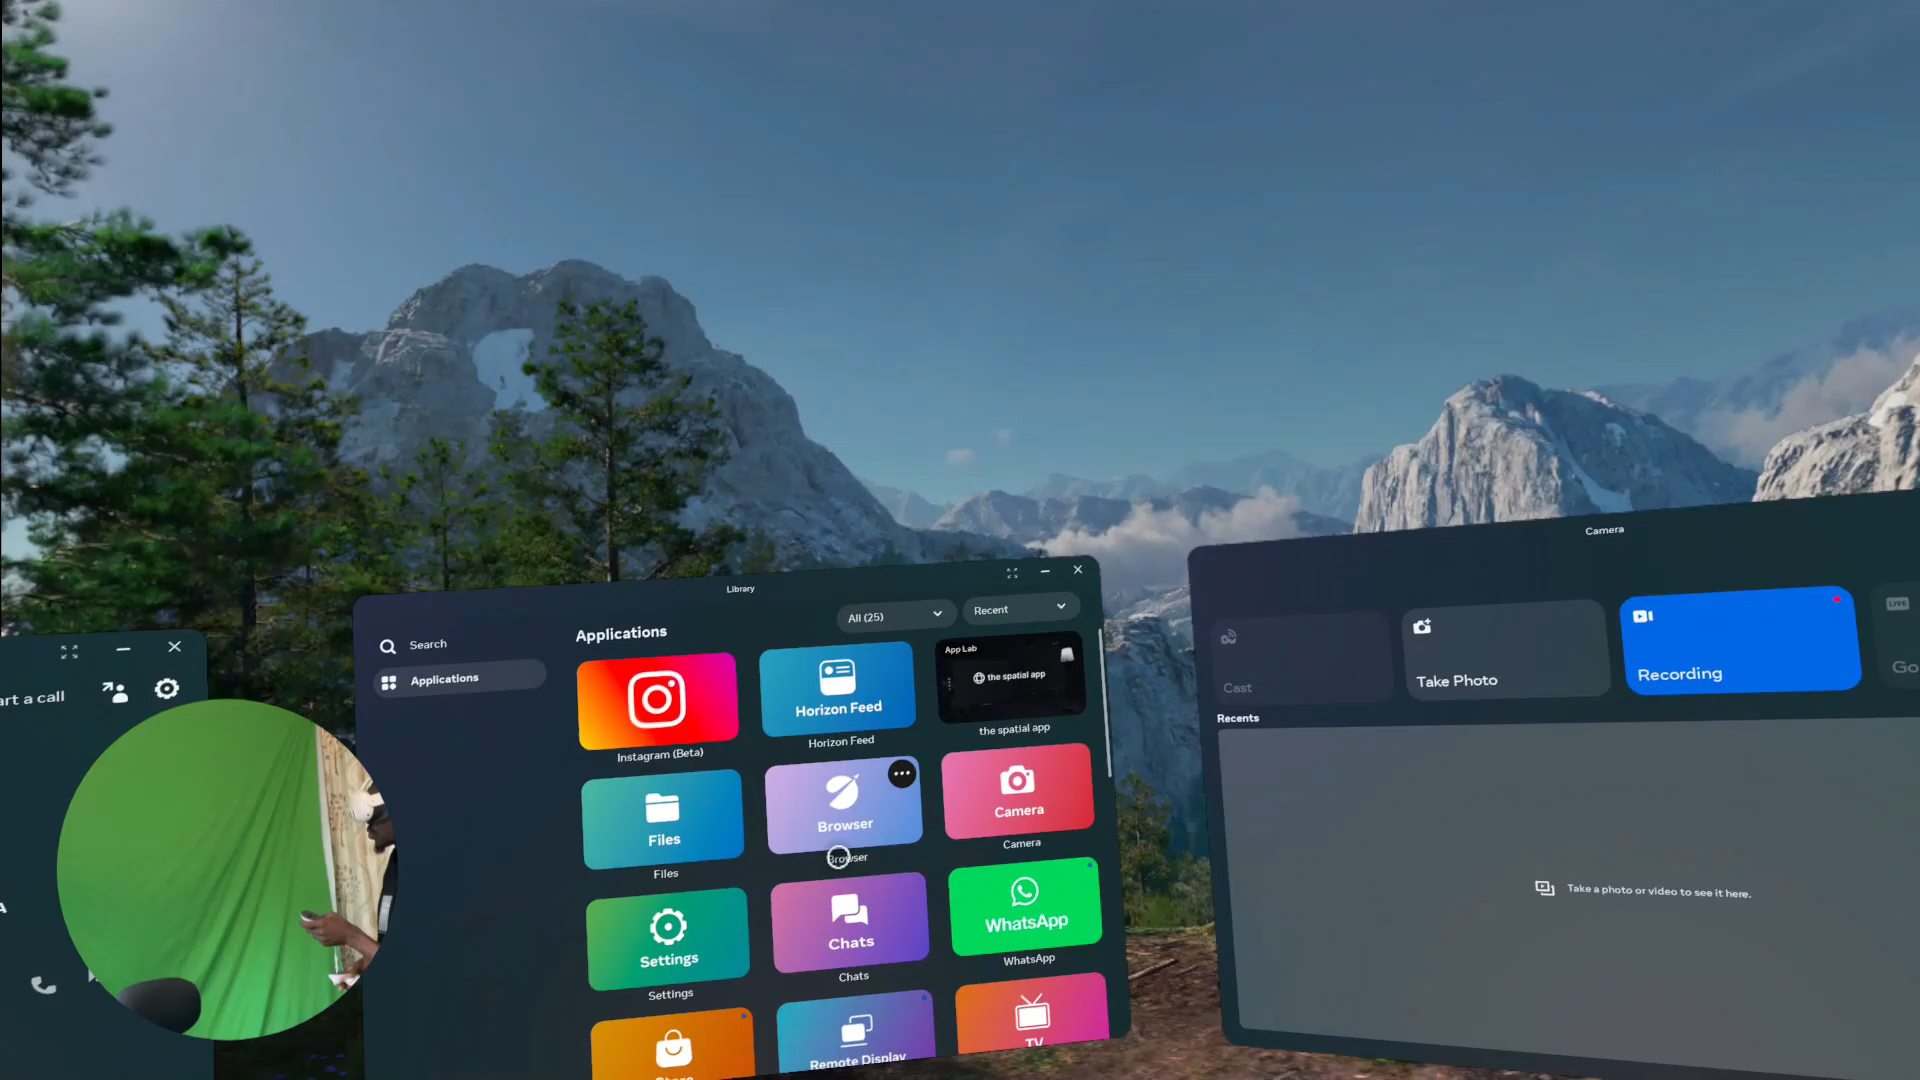 art a call
Library
Search
Applications
Applications
All (25)
Recent
Instagram (Beta)
Horizon Feed
Horizon Feed
App Lab
the spatial app
the spatial app
Files
Files
Browser
Browser
Camera
Camera
Settings
Settings
Chats
Chats
WhatsApp
WhatsApp
Remote Display
TV
Camera
Cast
Take Photo
Recording
LIVE
Go
Recents
Take a photo or video to see it here.